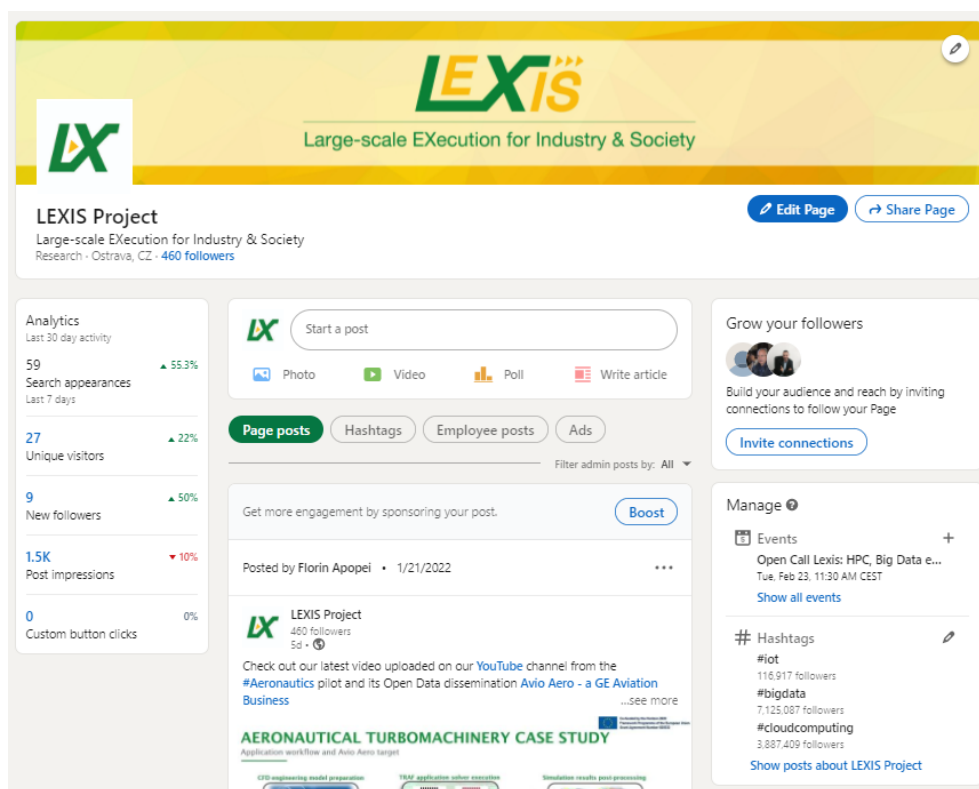 LEXIS
Large-scale EXecution for Industry & Society
LX
LEXIS Project
Large-scale EXecution for Industry & Society
Research · Ostrava, CZ · 460 followers
Edit Page
Share Page
Analytics
Last 30 day activity
59 ▲ 55.3%
Search appearances
Last 7 days
27 ▲ 22%
Unique visitors
9 ▲ 50%
New followers
1.5K ▼ 10%
Post impressions
0 0%
Custom button clicks
LX
Start a post
Photo Video Poll Write article
Page posts Hashtags Employee posts Ads
Filter admin posts by: All
Get more engagement by sponsoring your post. Boost
Posted by Florin Apopei • 1/21/2022
LX
LEXIS Project
460 followers
5d •
Check out our latest video uploaded on our YouTube channel from the
#Aeronautics pilot and its Open Data dissemination Avio Aero - a GE Aviation
Business ...see more
AERONAUTICAL TURBOMACHINERY CASE STUDY
Application workflow and Avio Aero target
CFD engineering model preparation TRAF application solver execution Simulation results post-processing
Grow your followers
Build your audience and reach by inviting
connections to follow your Page
Invite connections
Manage
Events
Open Call Lexis: HPC, Big Data e...
Tue, Feb 23, 11:30 AM CEST
Show all events
Hashtags
#iot
116,917 followers
#bigdata
7,125,087 followers
#cloudcomputing
3,887,409 followers
Show posts about LEXIS Project